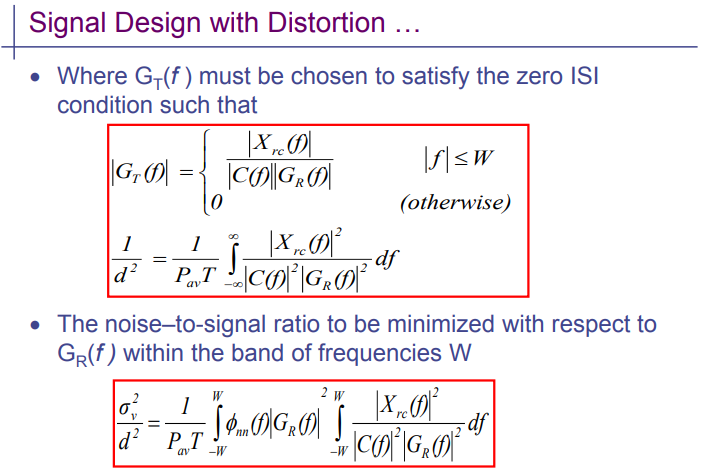 Signal Design with Distortion …
• Where G_T(f ) must be chosen to satisfy the zero ISI
condition such that
|G_T(f)| = { |X_rc(f)| / |C(f)||G_R(f)|   |f| ≤ W
0   (otherwise)
1/d² = 1/(P_av T) ∫_{-∞}^{∞} |X_rc(f)|² / |C(f)|²|G_R(f)|² df
• The noise–to-signal ratio to be minimized with respect to
G_R(f ) within the band of frequencies W
σ_v²/d² = 1/(P_av T) ∫_{-W}^{W} ϕ_nn(f)|G_R(f)|² ∫_{-W}^{W} |X_rc(f)|² / |C(f)|²|G_R(f)|² df